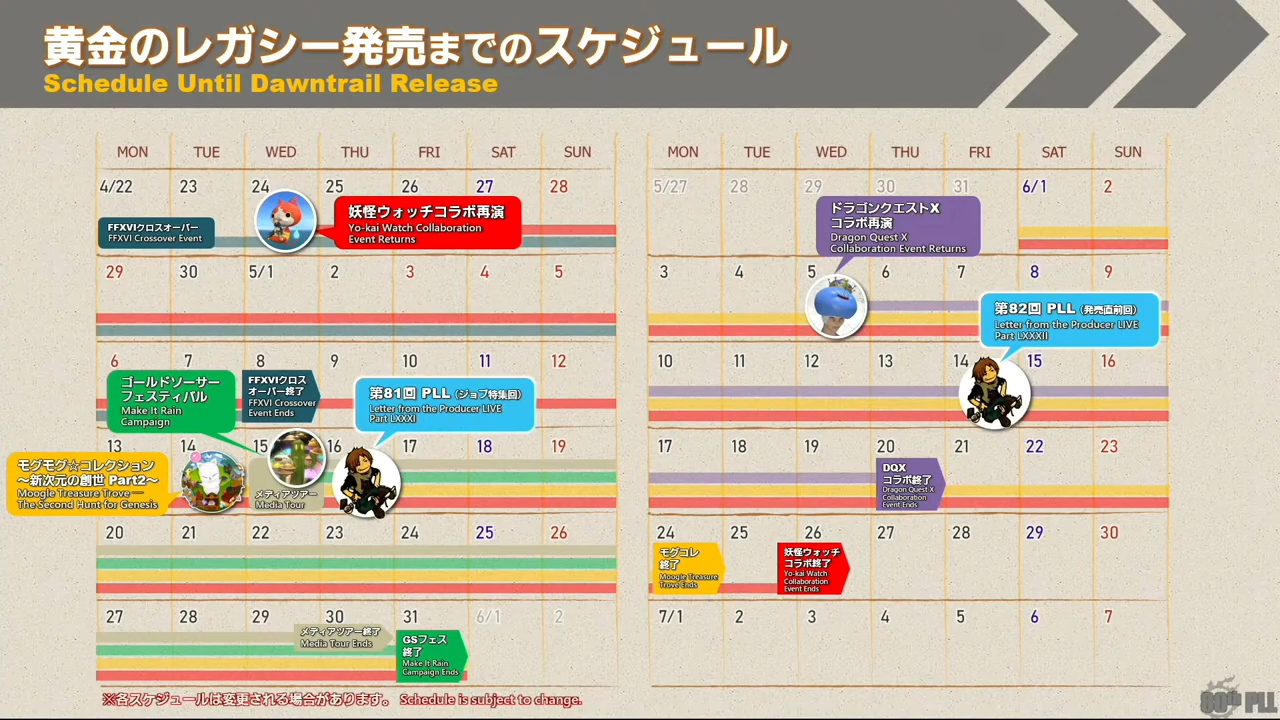 黄金のレガシー発売までのスケジュール
Schedule Until Dawntrail Release
MON TUE WED THU FRI SAT SUN
4/22 23 24 25 26 27 28
FFXVIクロスオーバー
FFXVI Crossover Event
妖怪ウォッチコラボ再演
Yo-kai Watch Collaboration
Event Returns
29 30 5/1 2 3 4 5
6 7 8 9 10 11 12
ゴールドソーサー
フェスティバル
Make It Rain
Campaign
FFXVIクロス
オーバー終了
FFXVI Crossover
Event Ends
第81回 PLL (ジョブ特集回)
Letter from the Producer LIVE
Part LXXXI
13 14 15 16 17 18 19
モグモグ☆コレクション
～新次元の創世 Part2～
Moogle Treasure Trove ―
The Second Hunt for Genesis
メディアツアー
Media Tour
20 21 22 23 24 25 26
27 28 29 30 31 6/1 2
メディアツアー終了
Media Tour Ends
GSフェス
終了
Make It Rain
Campaign Ends
MON TUE WED THU FRI SAT SUN
5/27 28 29 30 31 6/1 2
ドラゴンクエストX
コラボ再演
Dragon Quest X
Collaboration Event Returns
3 4 5 6 7 8 9
第82回 PLL (発売直前回)
Letter from the Producer LIVE
Part LXXXII
10 11 12 13 14 15 16
17 18 19 20 21 22 23
DQX
コラボ終了
Dragon Quest X
Collaboration
Event Ends
24 25 26 27 28 29 30
モグコレ
終了
Moogle Treasure
Trove Ends
妖怪ウォッチ
コラボ終了
Yo-kai Watch
Collaboration
Event Ends
7/1 2 3 4 5 6 7
※各スケジュールは変更される場合があります。 Schedule is subject to change.
80th PLL